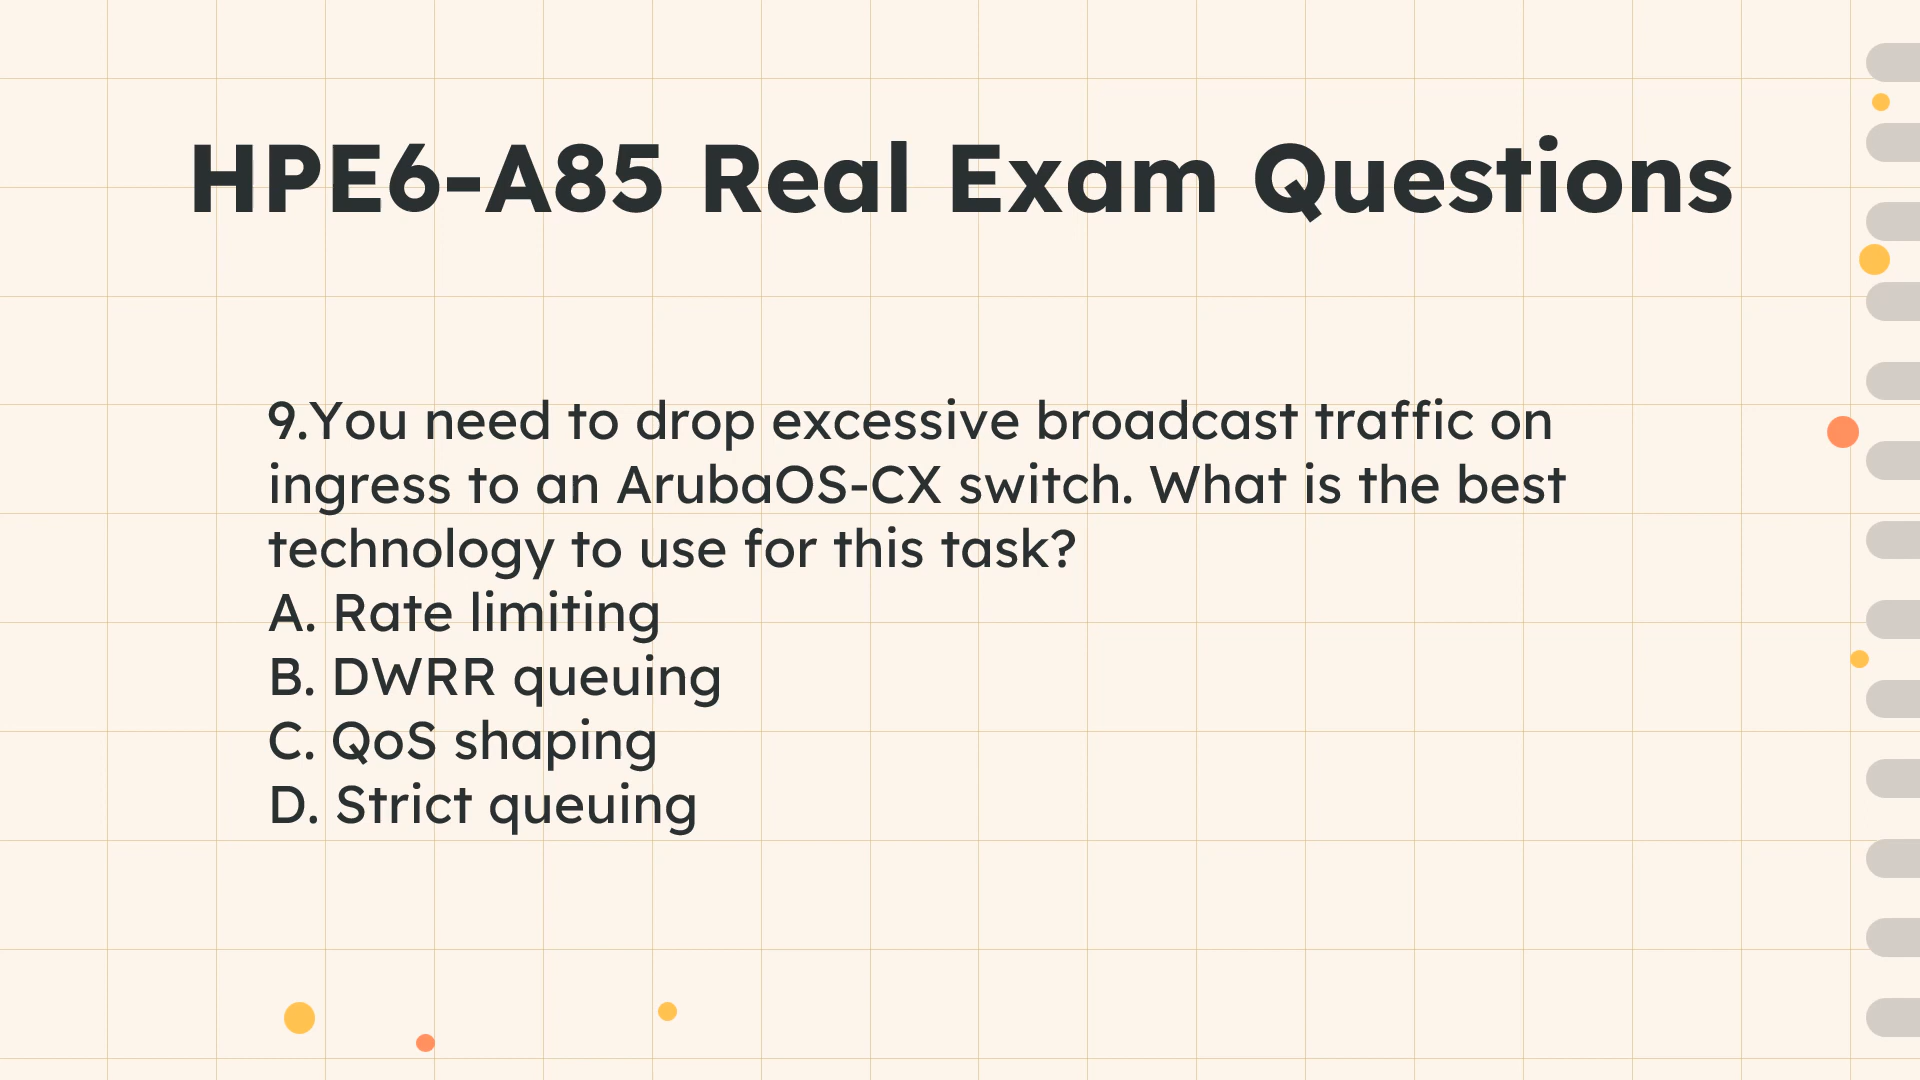 HPE6-A85 Real Exam Questions
9.You need to drop excessive broadcast traffic on
ingress to an ArubaOS-CX switch. What is the best
technology to use for this task?
A. Rate limiting
B. DWRR queuing
C. QoS shaping
D. Strict queuing